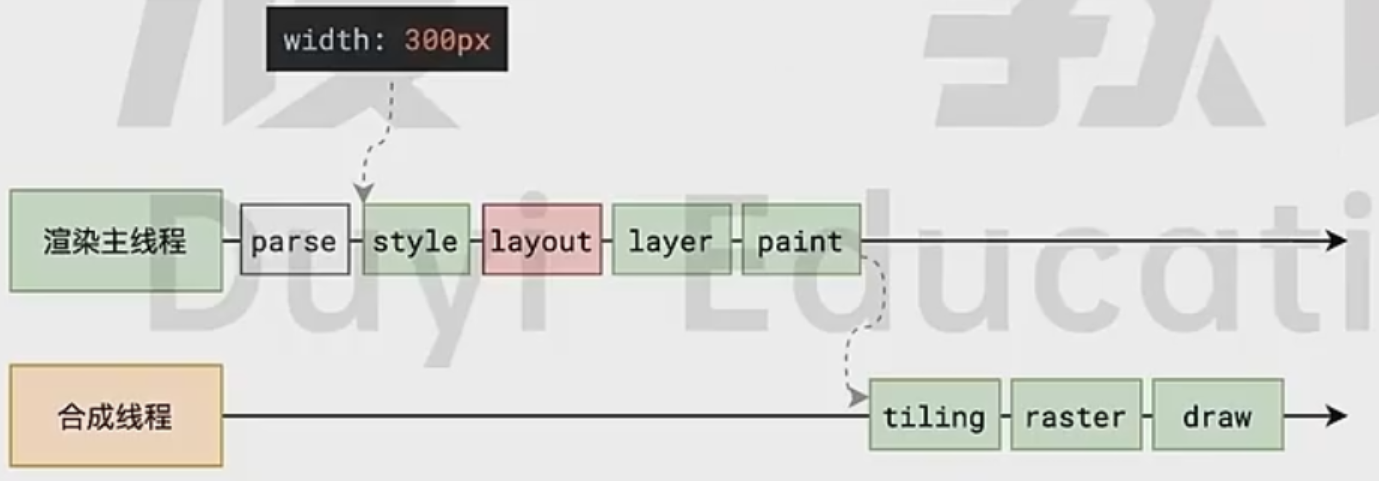 width: 300px
渲染主线程
parse
style
layout
layer
paint
合成线程
tiling
raster
draw
Duyi Educati